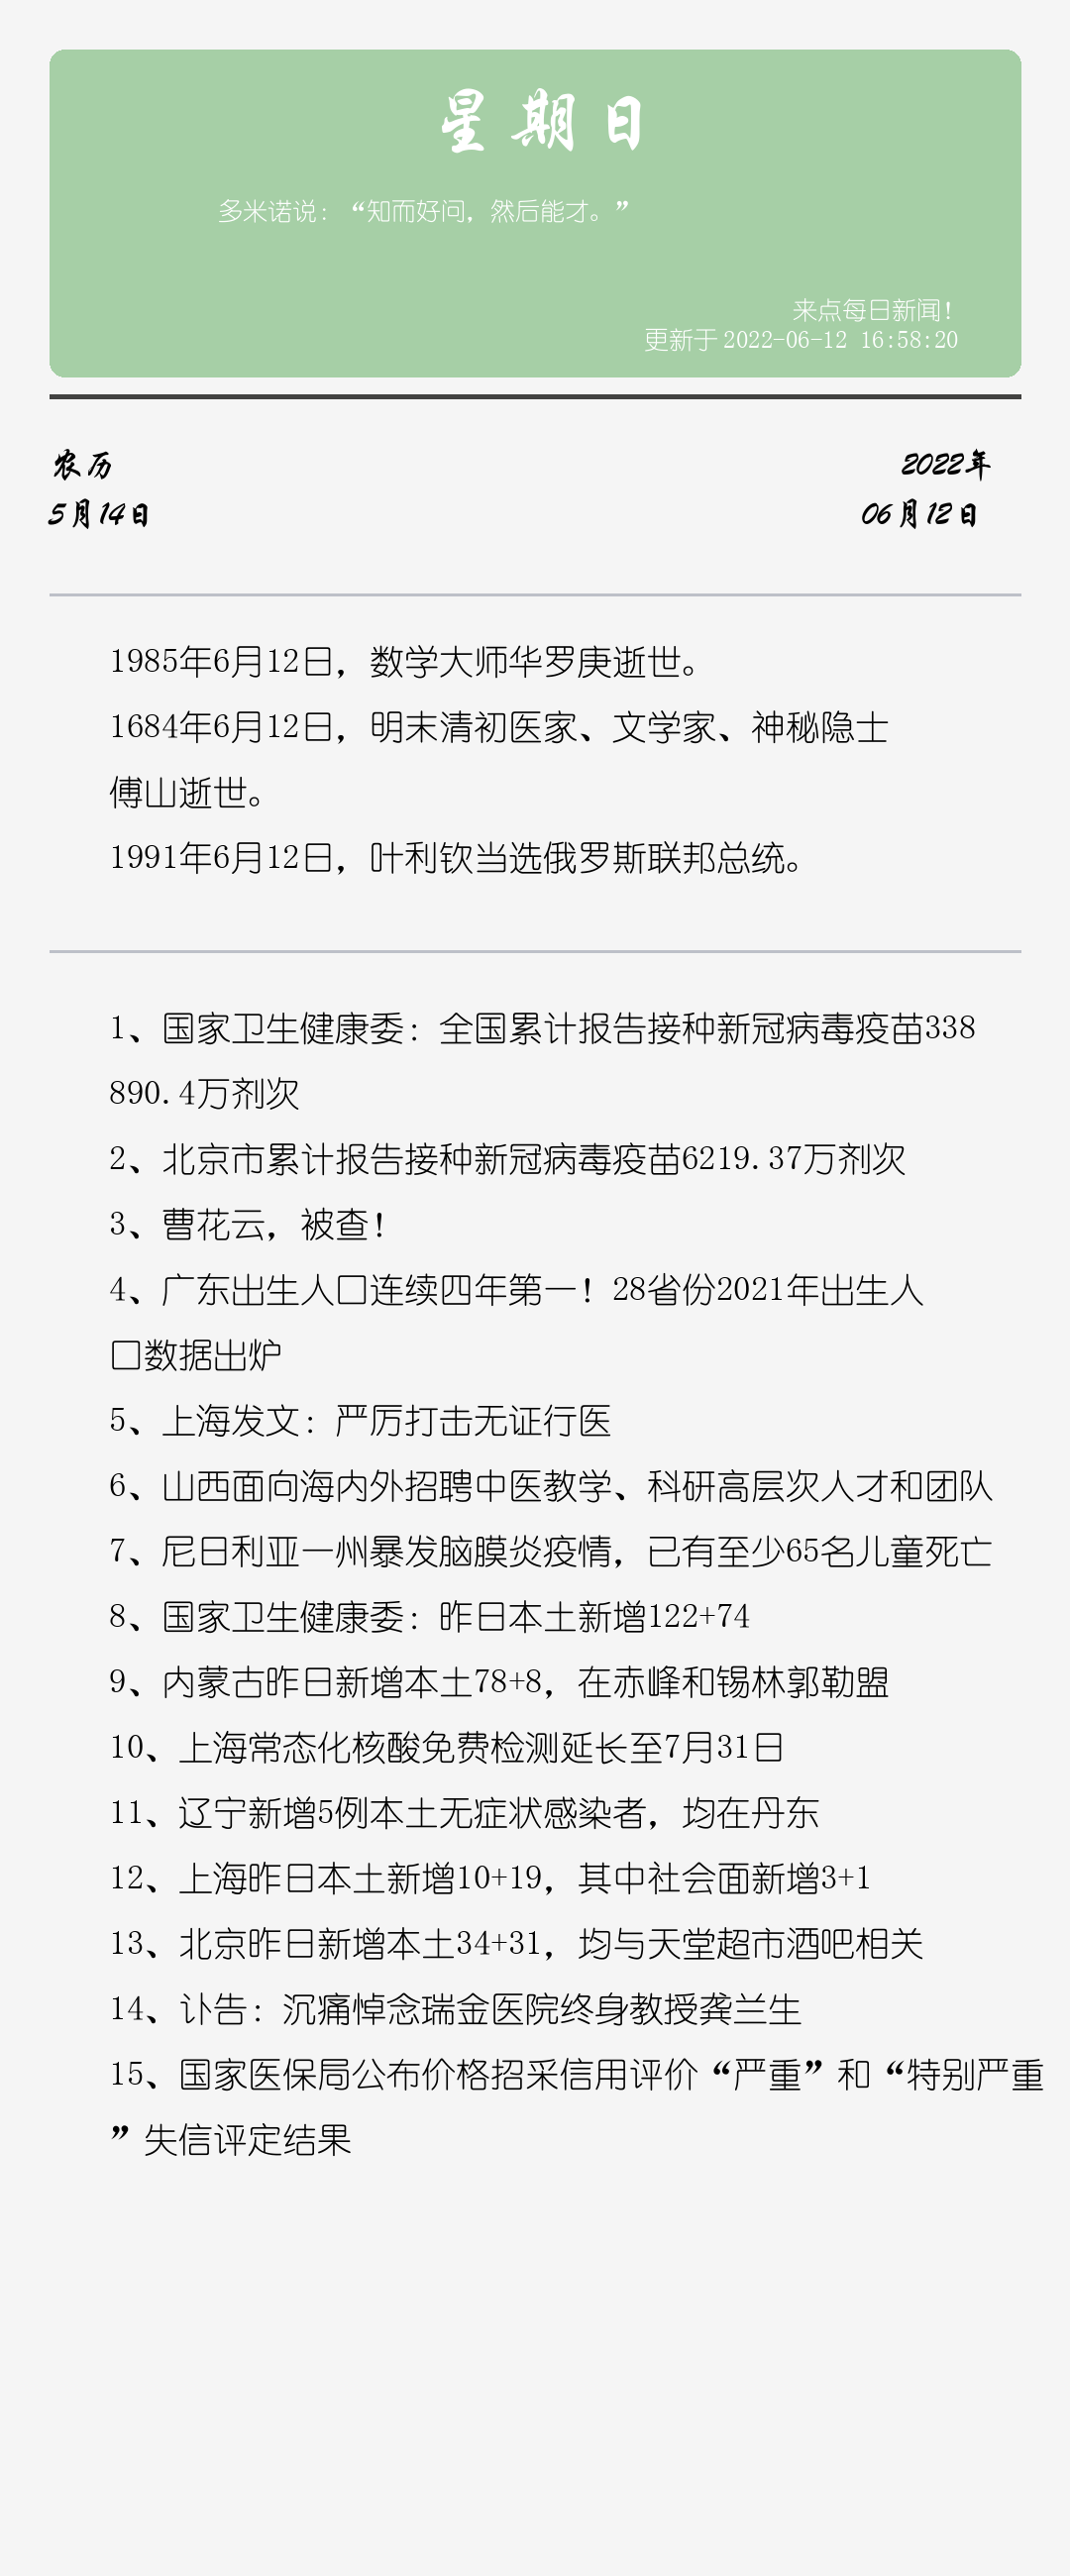 星期日
多米诺说：“知而好问，然后能才。”
来点每日新闻！
更新于 2022-06-12 16:58:20
农历
2022年
5月14日
06月12日
1985年6月12日，数学大师华罗庚逝世。
1684年6月12日，明末清初医家、文学家、神秘隐士
傅山逝世。
1991年6月12日，叶利钦当选俄罗斯联邦总统。
1、国家卫生健康委：全国累计报告接种新冠病毒疫苗338
890.4万剂次
2、北京市累计报告接种新冠病毒疫苗6219.37万剂次
3、曹花云，被查！
4、广东出生人口连续四年第一！28省份2021年出生人
口数据出炉
5、上海发文：严厉打击无证行医
6、山西面向海内外招聘中医教学、科研高层次人才和团队
7、尼日利亚一州暴发脑膜炎疫情，已有至少65名儿童死亡
8、国家卫生健康委：昨日本土新增122+74
9、内蒙古昨日新增本土78+8，在赤峰和锡林郭勒盟
10、上海常态化核酸免费检测延长至7月31日
11、辽宁新增5例本土无症状感染者，均在丹东
12、上海昨日本土新增10+19，其中社会面新增3+1
13、北京昨日新增本土34+31，均与天堂超市酒吧相关
14、讣告：沉痛悼念瑞金医院终身教授龚兰生
15、国家医保局公布价格招采信用评价“严重”和“特别严重
”失信评定结果